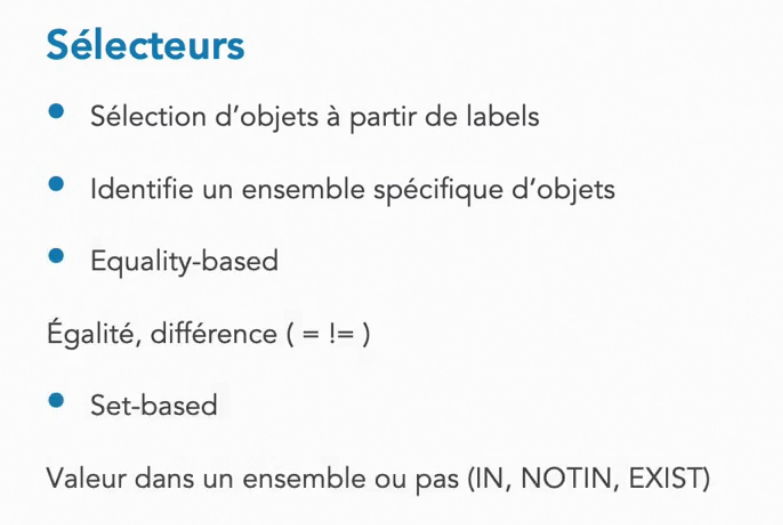 Sélecteurs
Sélection d’objets à partir de labels
Identifie un ensemble spécifique d’objets
Equality-based
Égalité, différence ( = != )
Set-based
Valeur dans un ensemble ou pas (IN, NOTIN, EXIST)